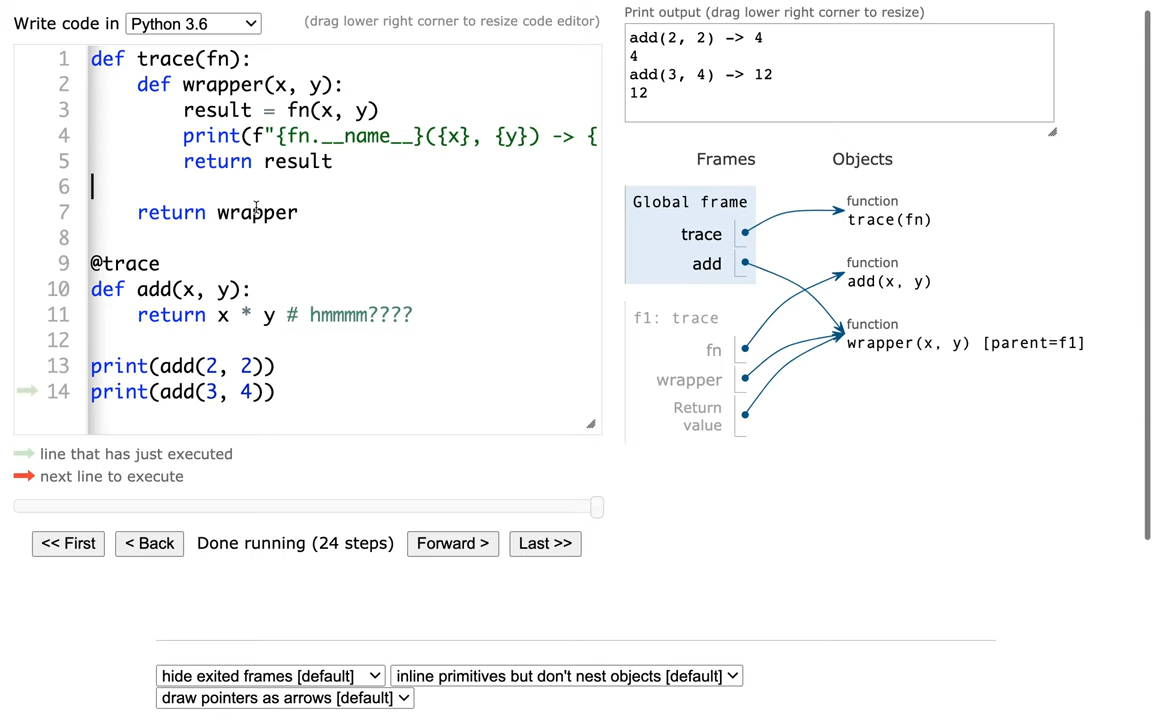 Write code in Python 3.6 (drag lower right corner to resize code editor)
1 def trace(fn):
2     def wrapper(x, y):
3         result = fn(x, y)
4         print(f"{fn.__name__}({x}, {y}) -> {
5         return result
6
7     return wrapper
8
9 @trace
10 def add(x, y):
11     return x * y # hmmmm????
12
13 print(add(2, 2))
14 print(add(3, 4))
line that has just executed
next line to execute
<< First < Back Done running (24 steps) Forward > Last >>
Print output (drag lower right corner to resize)
add(2, 2) -> 4
4
add(3, 4) -> 12
12
Frames Objects
Global frame
trace
add
f1: trace
fn
wrapper
Return
value
function
trace(fn)
function
add(x, y)
function
wrapper(x, y) [parent=f1]
hide exited frames [default] inline primitives but don't nest objects [default]
draw pointers as arrows [default]